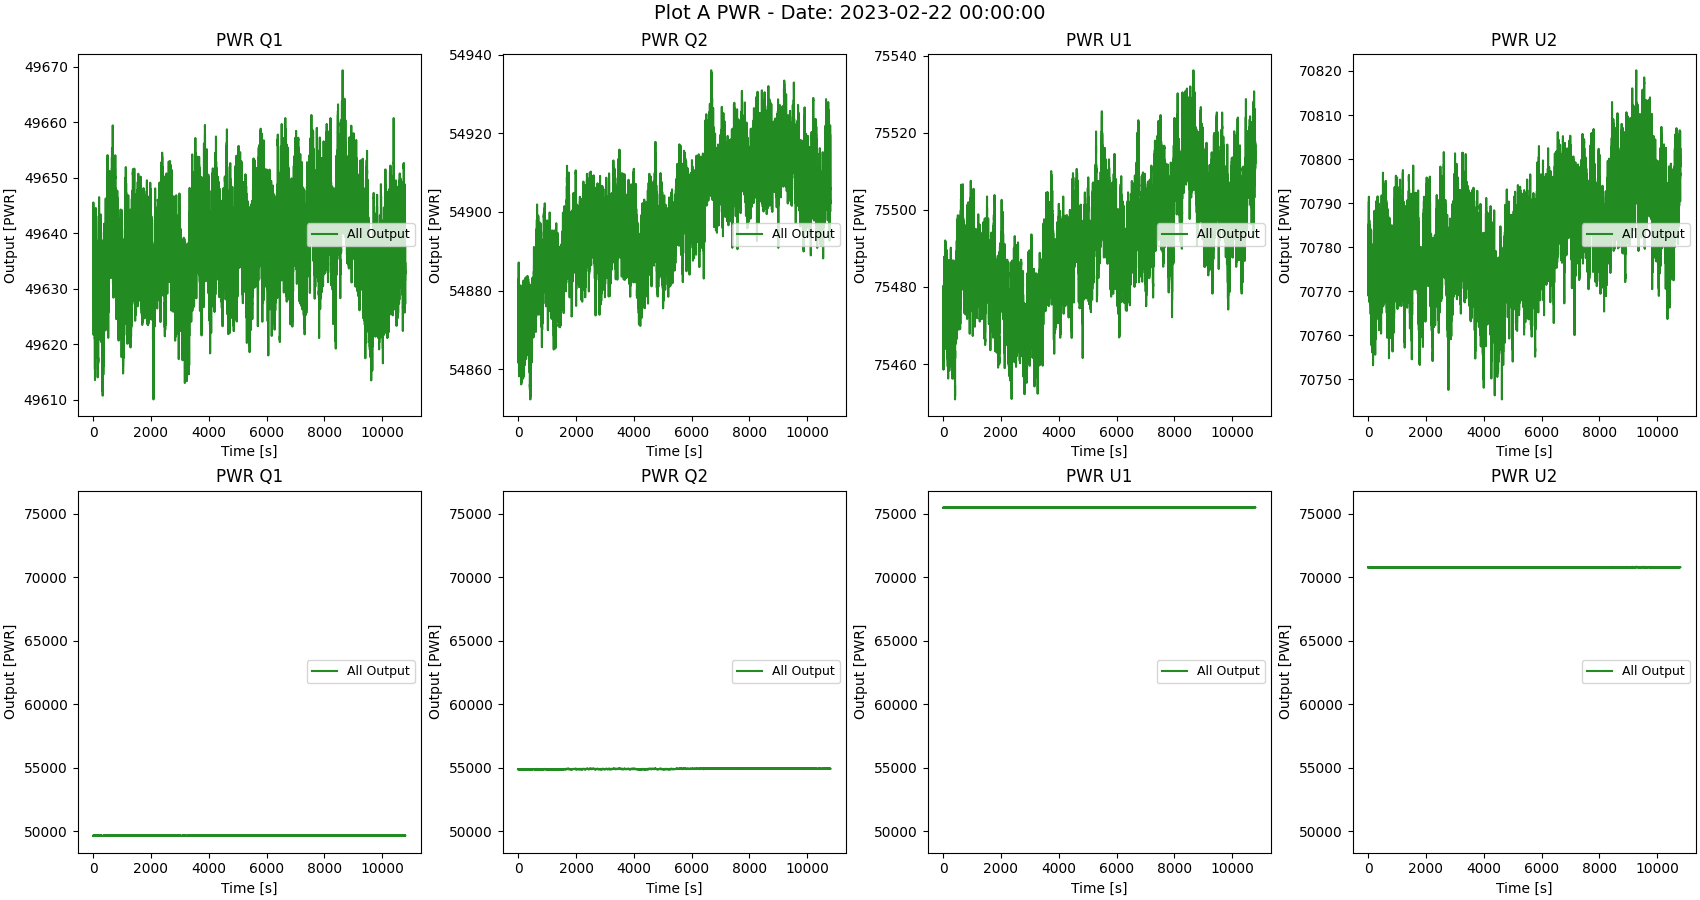 Plot A PWR - Date: 2023-02-22 00:00:00
PWR Q1
Output [PWR]
49670
49660
49650
49640
49630
49620
49610
All Output
0 2000 4000 6000 8000 10000
Time [s]
PWR Q2
Output [PWR]
54940
54920
54900
54880
54860
All Output
0 2000 4000 6000 8000 10000
Time [s]
PWR U1
Output [PWR]
75540
75520
75500
75480
75460
All Output
0 2000 4000 6000 8000 10000
Time [s]
PWR U2
Output [PWR]
70820
70810
70800
70790
70780
70770
70760
70750
All Output
0 2000 4000 6000 8000 10000
Time [s]
PWR Q1
Output [PWR]
75000
70000
65000
60000
55000
50000
All Output
0 2000 4000 6000 8000 10000
Time [s]
PWR Q2
Output [PWR]
75000
70000
65000
60000
55000
50000
All Output
0 2000 4000 6000 8000 10000
Time [s]
PWR U1
Output [PWR]
75000
70000
65000
60000
55000
50000
All Output
0 2000 4000 6000 8000 10000
Time [s]
PWR U2
Output [PWR]
75000
70000
65000
60000
55000
50000
All Output
0 2000 4000 6000 8000 10000
Time [s]